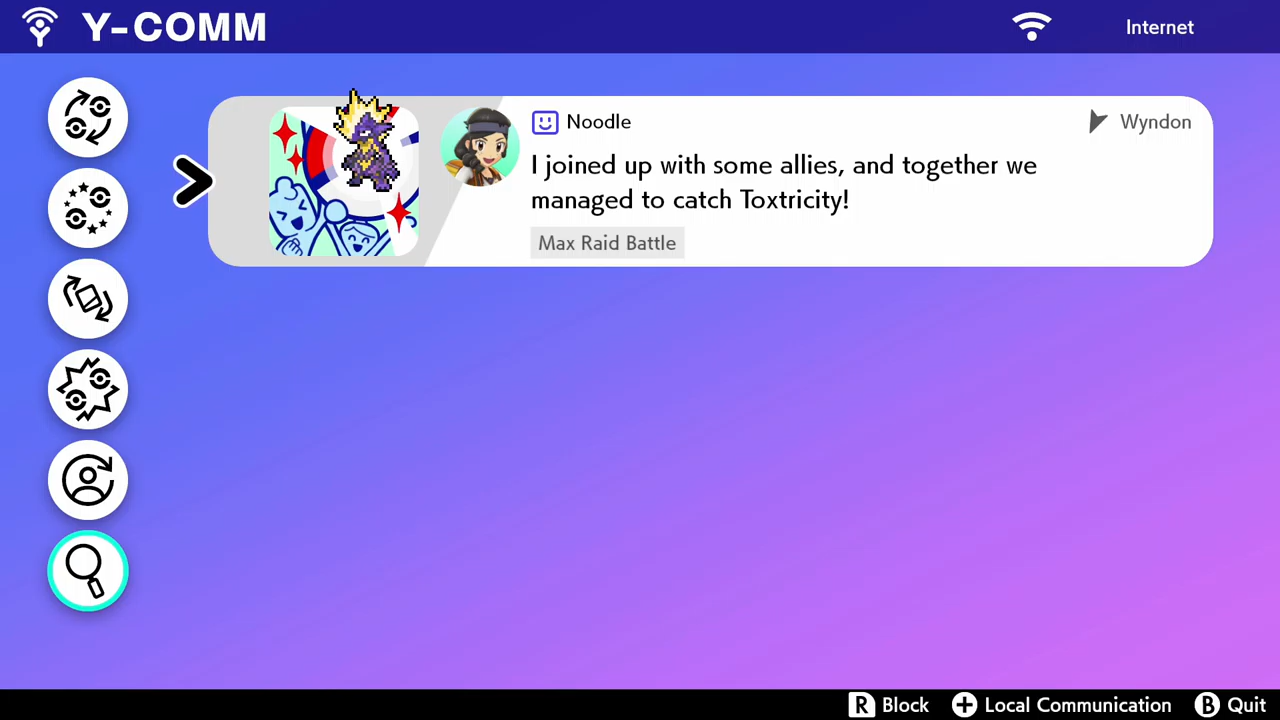 Y-COMM
Internet
Noodle
Wyndon
I joined up with some allies, and together we
managed to catch Toxtricity!
Max Raid Battle
R Block + Local Communication B Quit